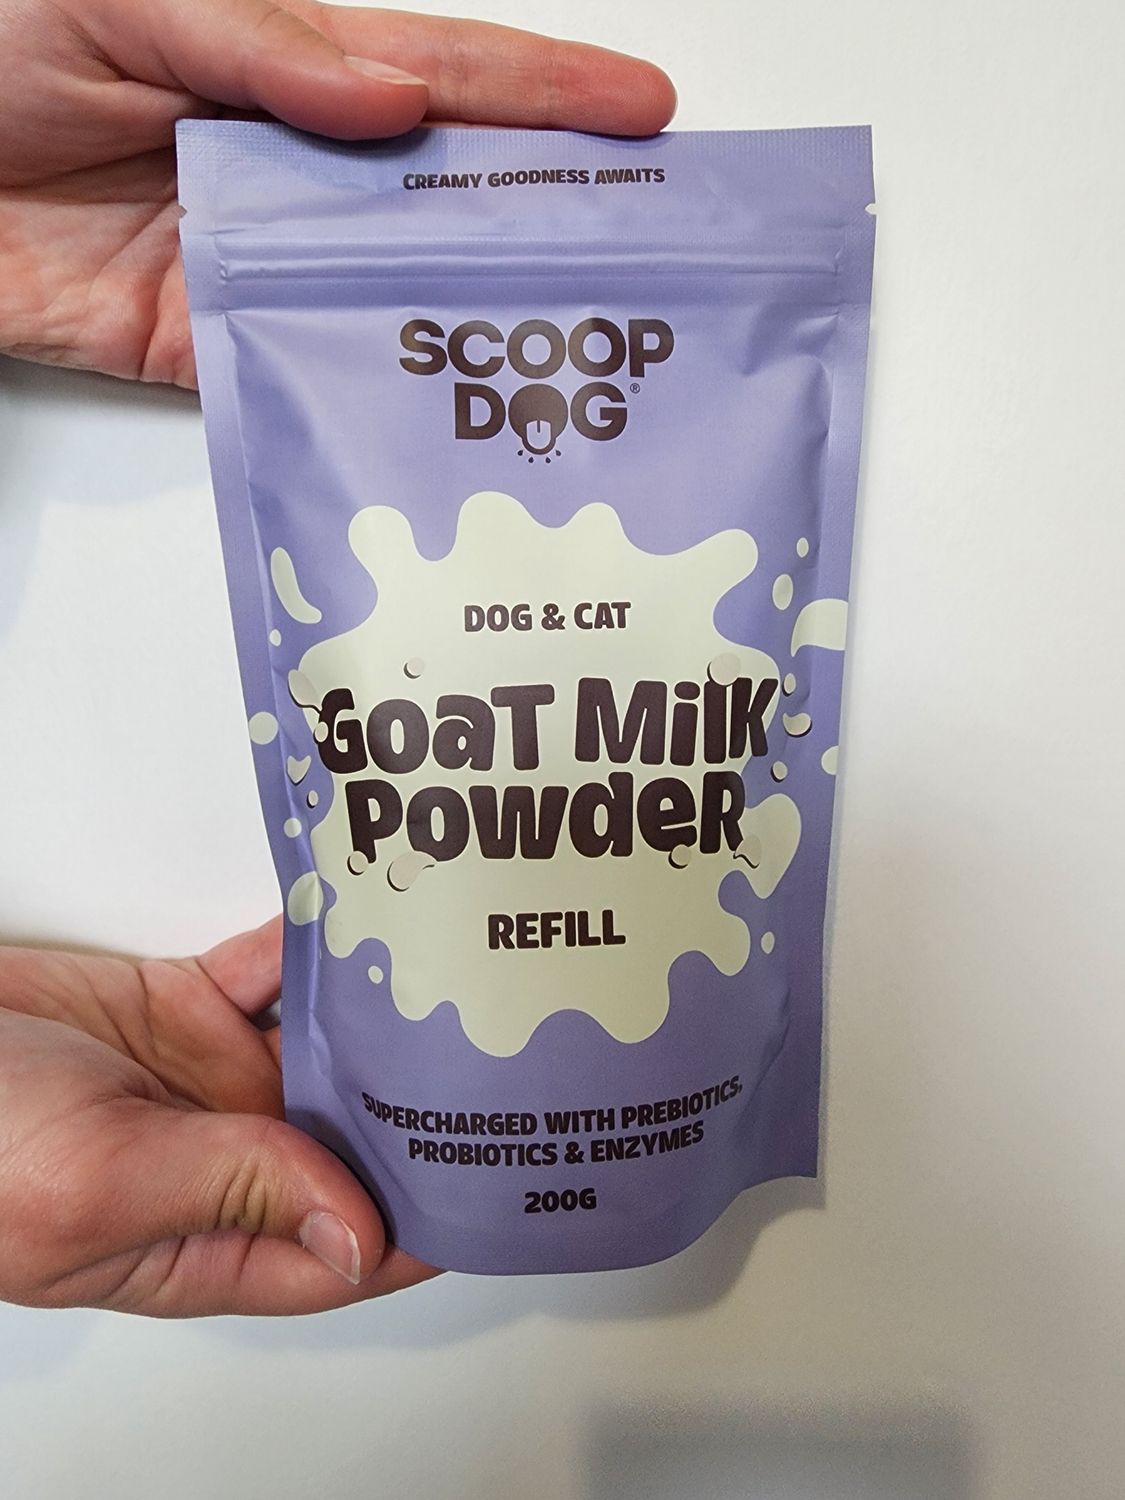 CREAMY GOODNESS AWAITS
SCOOP
DOG®
DOG & CAT
GOaT MilK
POWdeR
REFILL
SUPERCHARGED WITH PREBIOTICS,
PROBIOTICS & ENZYMES
200G